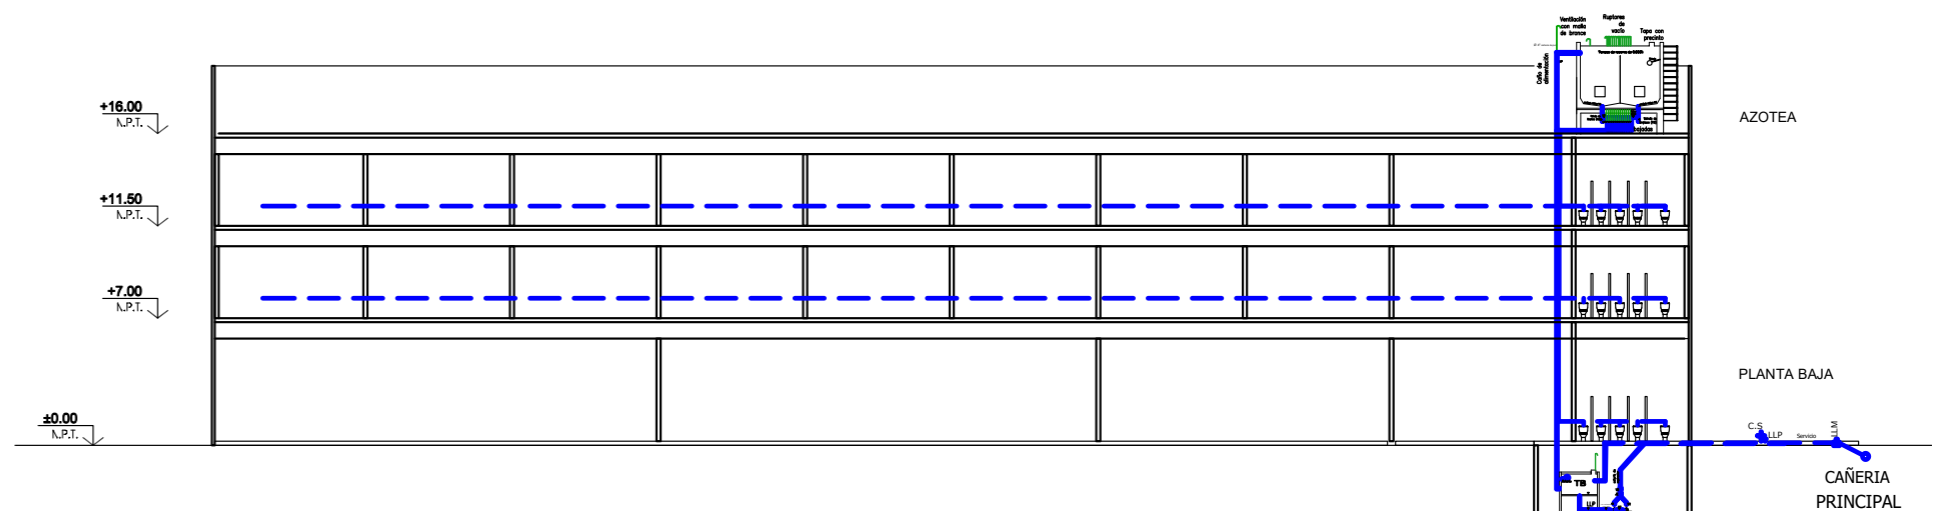 Ventilación
con malla
de bronce
Ruptores
de
vacío
Tapa con
precinto
Caño de
alimentación
+16.00
N.P.T.
AZOTEA
+11.50
N.P.T.
+7.00
N.P.T.
PLANTA BAJA
±0.00
N.P.T.
C.S
LLP
Servicio
LLM
TB
LLP
CAÑERIA
PRINCIPAL